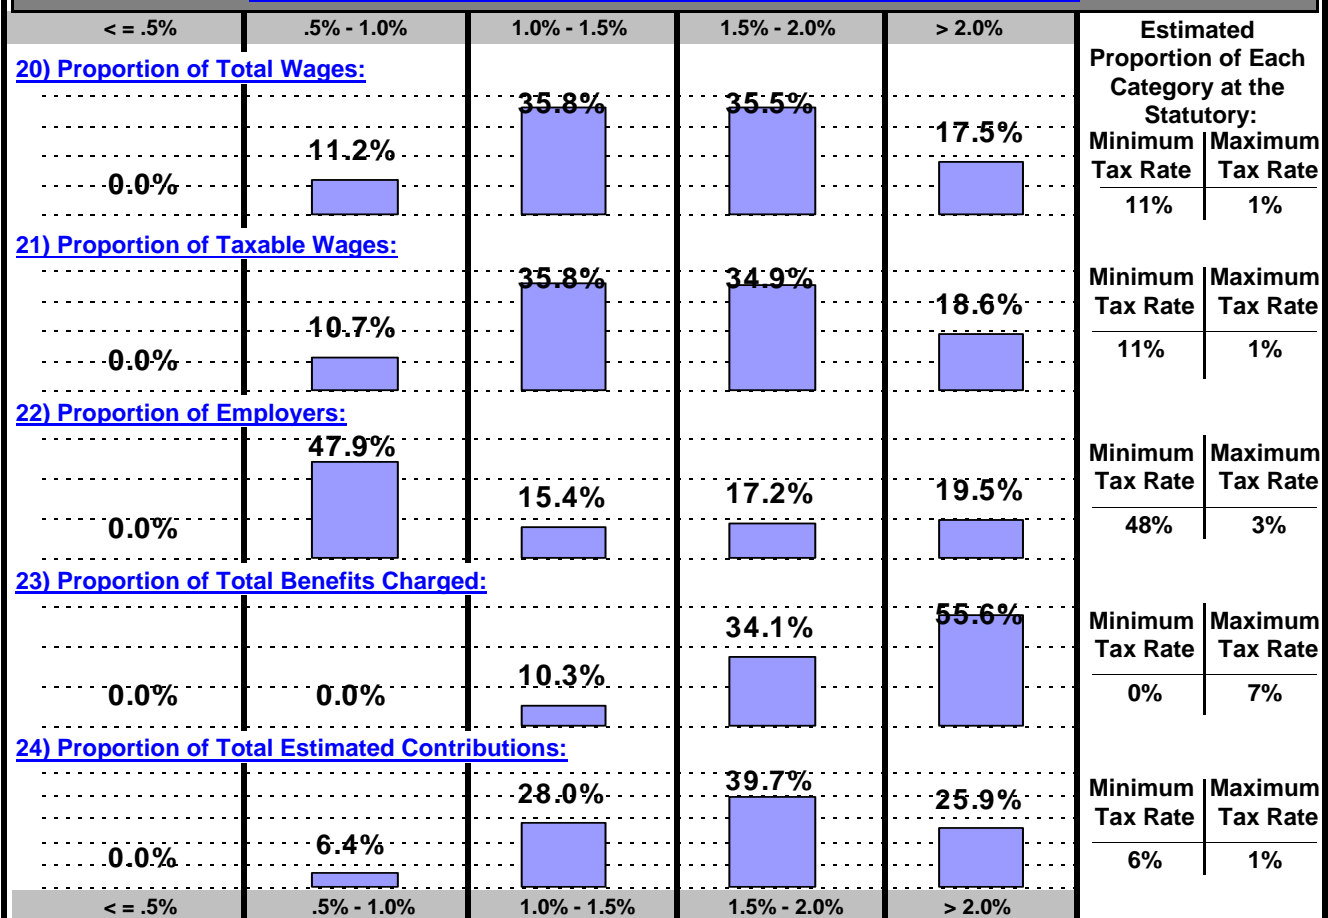 < = .5% .5% - 1.0% 1.0% - 1.5% 1.5% - 2.0% > 2.0%
Estimated
Proportion of Each
Category at the
Statutory:
20) Proportion of Total Wages:
0.0% 11.2% 35.8% 35.5% 17.5%
Minimum Maximum
Tax Rate Tax Rate
11% 1%
21) Proportion of Taxable Wages:
0.0% 10.7% 35.8% 34.9% 18.6%
Minimum Maximum
Tax Rate Tax Rate
11% 1%
22) Proportion of Employers:
0.0% 47.9% 15.4% 17.2% 19.5%
Minimum Maximum
Tax Rate Tax Rate
48% 3%
23) Proportion of Total Benefits Charged:
0.0% 0.0% 10.3% 34.1% 55.6%
Minimum Maximum
Tax Rate Tax Rate
0% 7%
24) Proportion of Total Estimated Contributions:
0.0% 6.4% 28.0% 39.7% 25.9%
Minimum Maximum
Tax Rate Tax Rate
6% 1%
< = .5% .5% - 1.0% 1.0% - 1.5% 1.5% - 2.0% > 2.0%